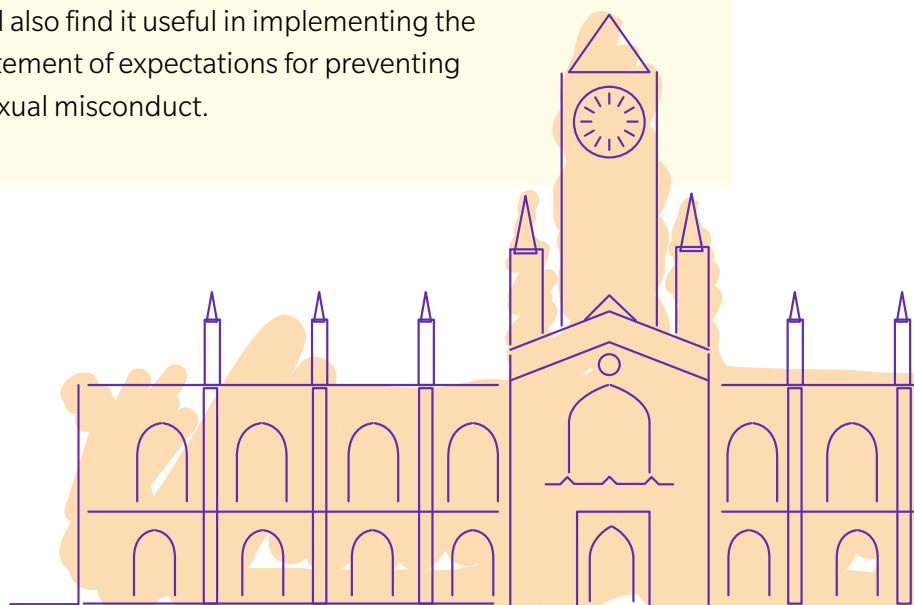 also find it useful in implementing the
tement of expectations for preventing
xual misconduct.